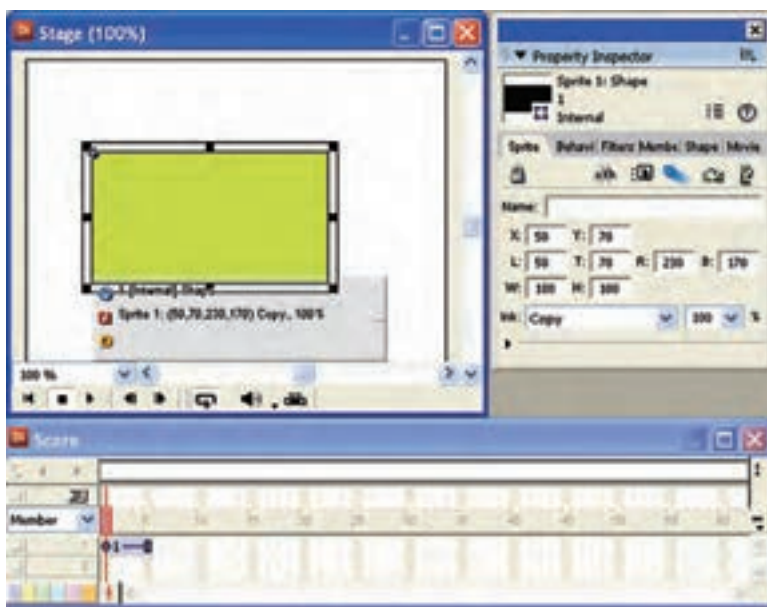 Stage (100%)
1 [Internal] Shape
Sprite 1: (50,70,230,170) Copy, 100%
100 %
Property Inspector
Sprite 1: Shape
1
Internal
Sprite Behavi Filters Membe Shape Movie
Name:
X: 50 Y: 70
L: 50 T: 70 R: 230 B: 170
W: 180 H: 100
Ink: Copy 100 %
Score
Member
1